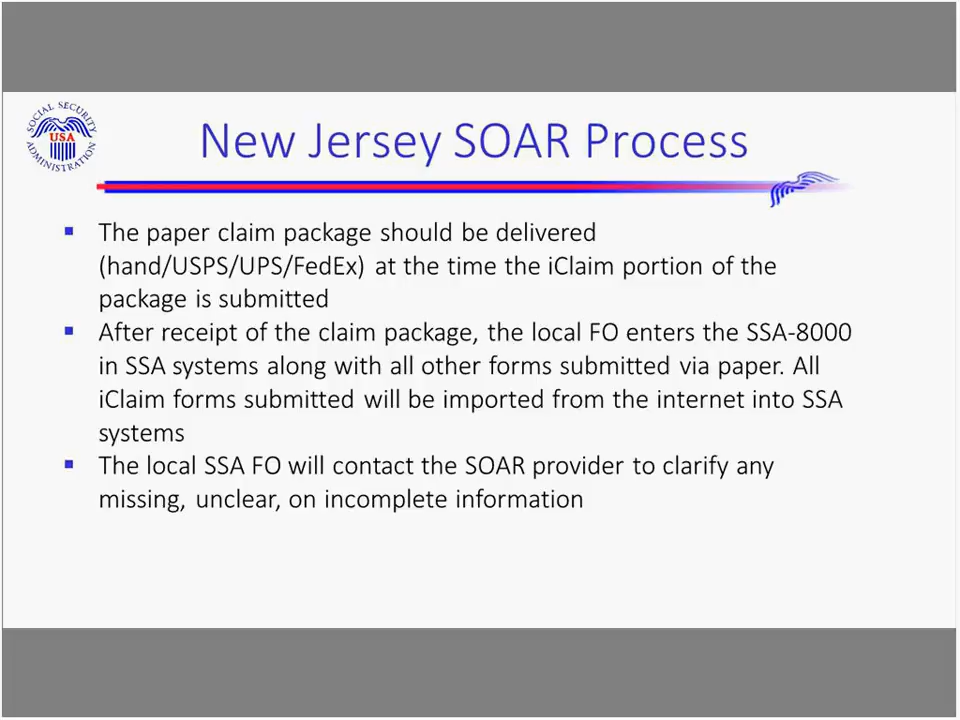 SOCIAL SECURITY
USA
ADMINISTRATION
New Jersey SOAR Process
The paper claim package should be delivered
(hand/USPS/UPS/FedEx) at the time the iClaim portion of the
package is submitted
After receipt of the claim package, the local FO enters the SSA-8000
in SSA systems along with all other forms submitted via paper. All
iClaim forms submitted will be imported from the internet into SSA
systems
The local SSA FO will contact the SOAR provider to clarify any
missing, unclear, on incomplete information